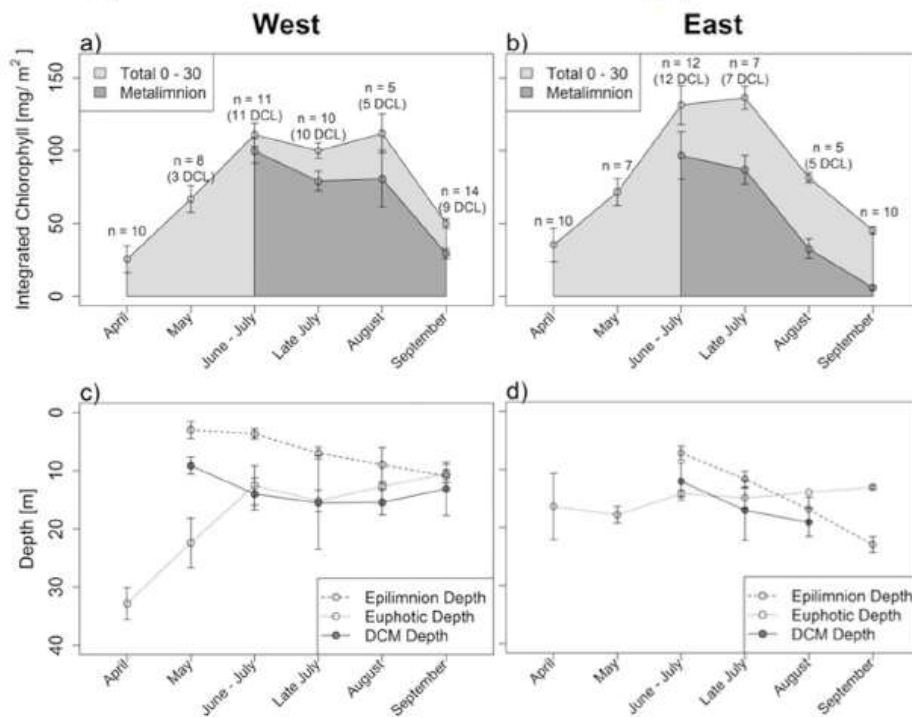 West
East
a)
b)
Integrated Chlorophyll [mg/ m²]
150
100
50
0
Total 0 - 30
Metalimnion
n = 10
n = 8
(3 DCL)
n = 11
(11 DCL)
n = 10
(10 DCL)
n = 5
(5 DCL)
n = 14
(9 DCL)
April
May
June - July
Late July
August
September
Total 0 - 30
Metalimnion
n = 10
n = 7
n = 12
(12 DCL)
n = 7
(7 DCL)
n = 5
(5 DCL)
n = 10
April
May
June - July
Late July
August
September
c)
d)
Depth [m]
0
10
20
30
40
Epilimnion Depth
Euphotic Depth
DCM Depth
April
May
June - July
Late July
August
September
Epilimnion Depth
Euphotic Depth
DCM Depth
April
May
June - July
Late July
August
September